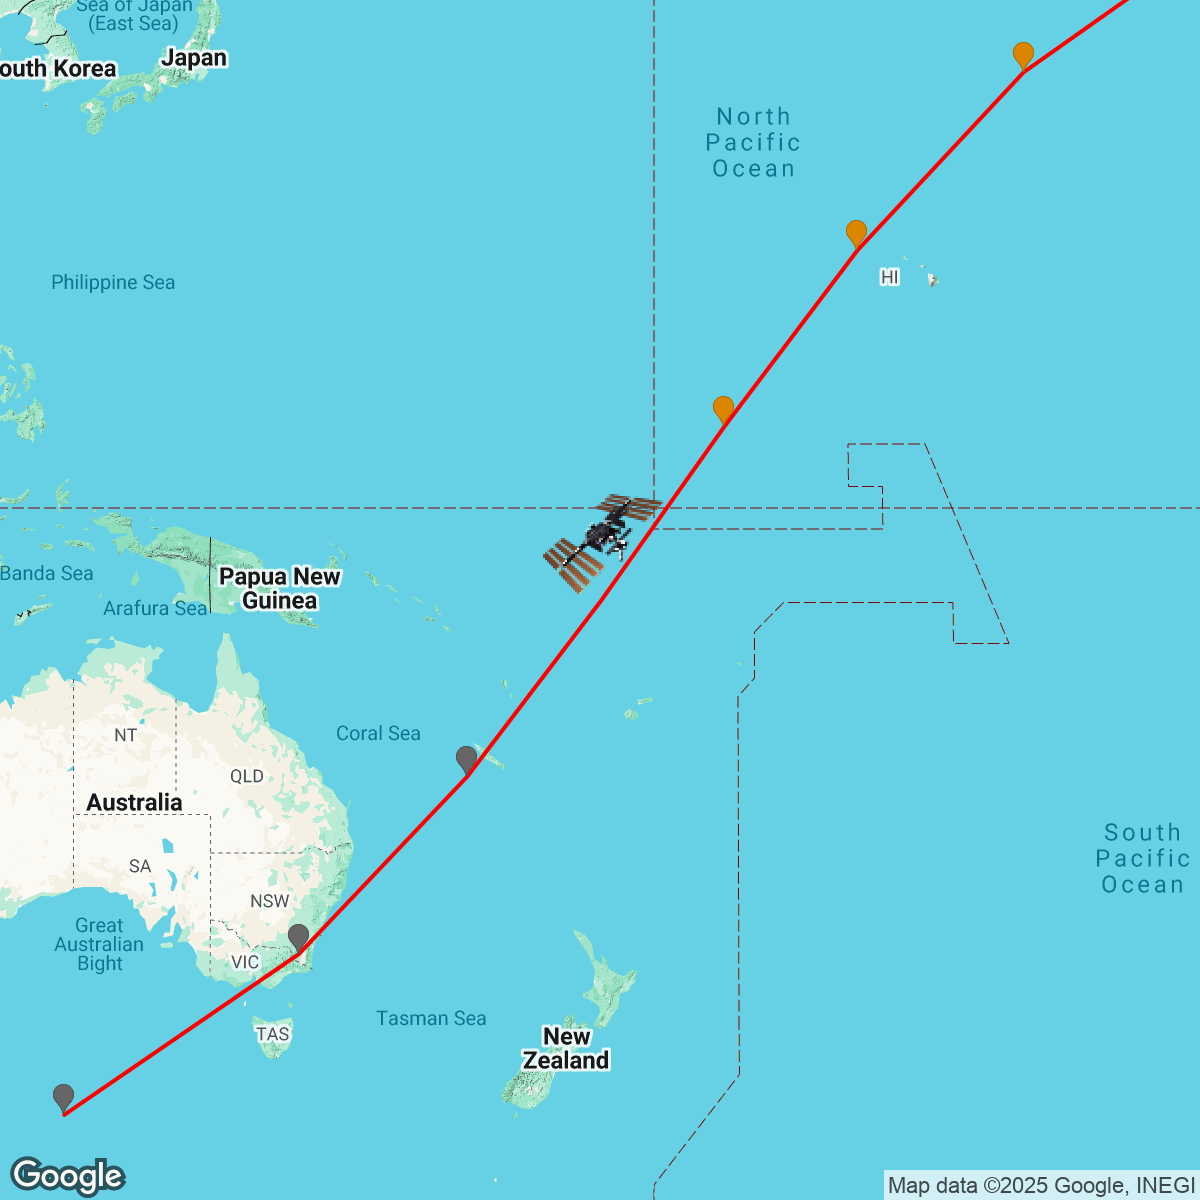 Sea of Japan
(East Sea)
outh Korea
Japan
North
Pacific
Ocean
Philippine Sea
HI
Banda Sea
Papua New
Guinea
Arafura Sea
NT
Coral Sea
QLD
Australia
SA
NSW
South
Pacific
Ocean
Great
Australian
Bight
VIC
TAS
Tasman Sea
New
Zealand
Google
Map data ©2025 Google, INEGI